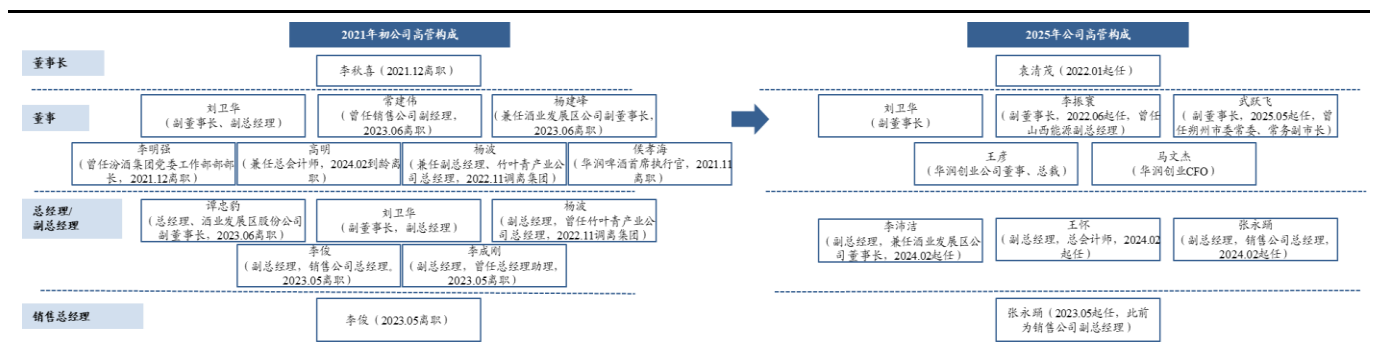 2021年初公司高管构成
2025年公司高管构成
董事长
李秋喜（2021.12离职）
袁清茂（2022.01起任）
董事
刘卫华
（副董事长、副总经理）
常建伟
（曾任销售公司副经理，
2023.06离职）
杨建峰
（兼任酒业发展区公司副董事长，
2023.06离职）
刘卫华
（副董事长）
李振寰
（副董事长，2022.06起任，曾任
山西能源副总经理）
武跃飞
（副董事长，2025.05起任，曾
任朔州市委常委、常务副市长）
李明强
（曾任汾酒集团党委工作部部部
长，2021.12离职）
高明
（兼任总会计师，2024.02到龄离
职）
杨波
（兼任副总经理、竹叶青产业公
司总经理，2022.11调离集团）
侯孝海
（华润啤酒首席执行官，2021.11
离职）
王彦
（华润创业公司董事、总裁）
马文杰
（华润创业CFO）
总经理/
副总经理
谭忠豹
（总经理、酒业发展区股份公司
副董事长，2023.06离职）
刘卫华
（副董事长，副总经理）
杨波
（副总经理，曾任竹叶青产业公
司总经理，2022.11调离集团）
李沛洁
（副总经理，兼任酒业发展区公
司董事长，2024.02起任）
王怀
（副总经理，总会计师，2024.02
起任）
张永踊
（副总经理，销售公司总经理，
2024.02起任）
李俊
（副总经理，销售公司总经理，
2023.05离职）
李成刚
（副总经理，曾任总经理助理，
2023.05离职）
销售总经理
李俊（2023.05离职）
张永踊（2023.05起任，此前
为销售公司副总经理）